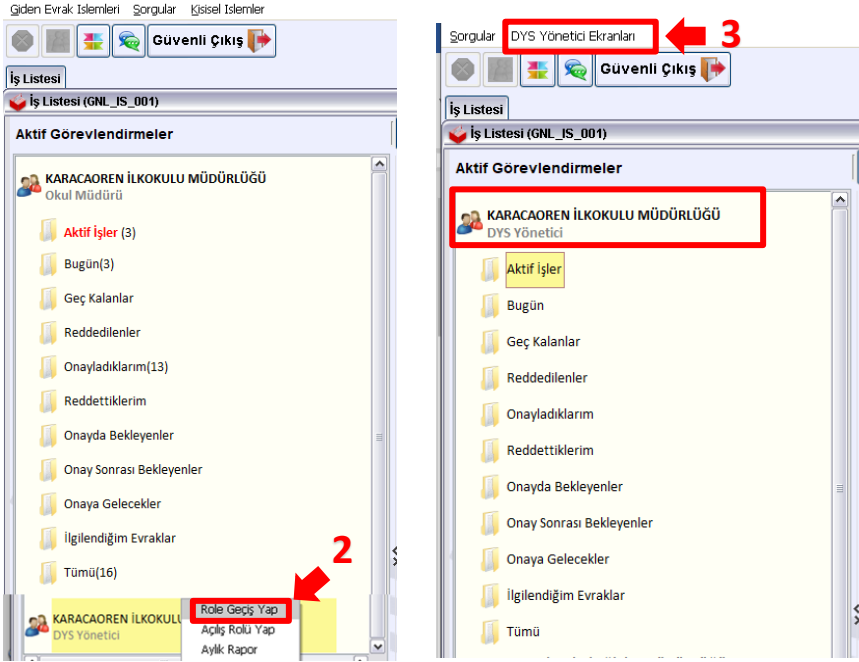 Giden Evrak Islemleri Sorgular Kisisel Islemler
Güvenli Çıkış
İş Listesi
İş Listesi (GNL_IS_001)
Aktif Görevlendirmeler
KARACAOREN İLKOKULU MÜDÜRLÜĞÜ
Okul Müdürü
Aktif İşler (3)
Bugün(3)
Geç Kalanlar
Reddedilenler
Onayladıklarım(13)
Reddettiklerim
Onayda Bekleyenler
Onay Sonrası Bekleyenler
Onaya Gelecekler
İlgilendiğim Evraklar
Tümü(16)
2
KARACAOREN İLKOKULU
DYS Yönetici
Role Geçiş Yap
Açılış Rolü Yap
Aylık Rapor
Sorgular DYS Yönetici Ekranları
3
Güvenli Çıkış
İş Listesi
İş Listesi (GNL_IS_001)
Aktif Görevlendirmeler
KARACAOREN İLKOKULU MÜDÜRLÜĞÜ
DYS Yönetici
Aktif İşler
Bugün
Geç Kalanlar
Reddedilenler
Onayladıklarım
Reddettiklerim
Onayda Bekleyenler
Onay Sonrası Bekleyenler
Onaya Gelecekler
İlgilendiğim Evraklar
Tümü